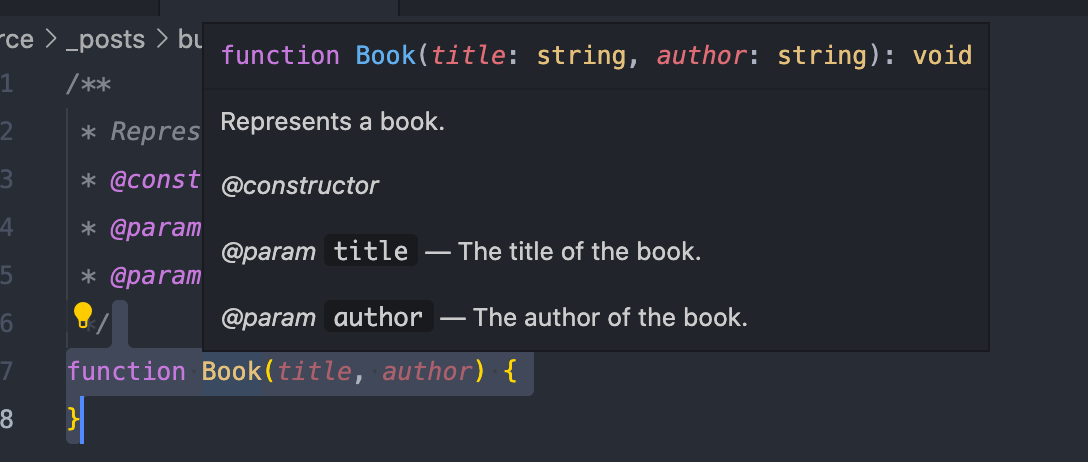 rce > _posts > bu
function Book(title: string, author: string): void
Represents a book.
@constructor
@param title — The title of the book.
@param author — The author of the book.
1 /**
2 * Repres
3 * @const
4 * @param
5 * @param
6 */
7 function Book(title, author) {
8 }